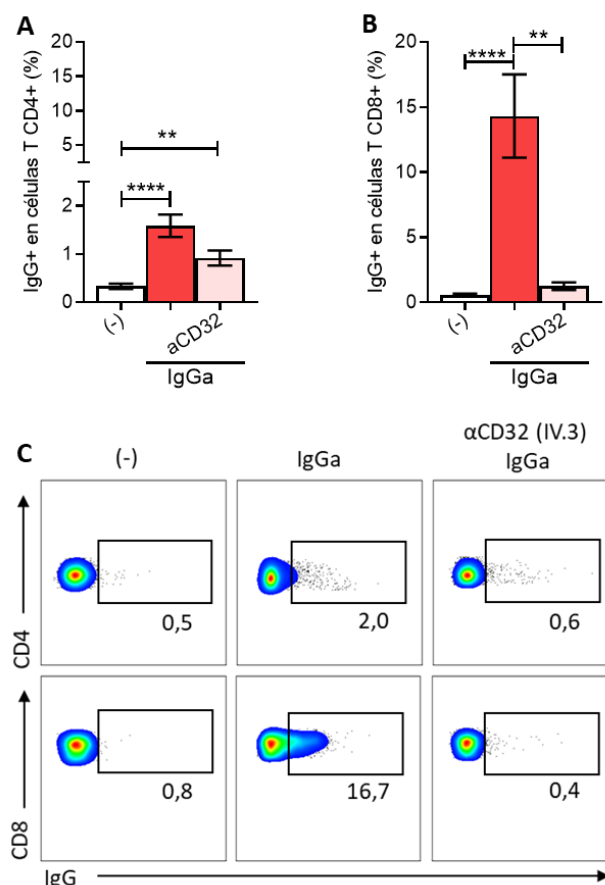 A
IgG+ en células T CD4+ (%)
20
15
10
5
2
1
0
**
****
(-)
aCD32
IgGa
B
IgG+ en células T CD8+ (%)
20
15
10
5
0
****
**
(-)
aCD32
IgGa
C
(-)
IgGa
αCD32 (IV.3)
IgGa
CD4
0,5
2,0
0,6
CD8
0,8
16,7
0,4
IgG